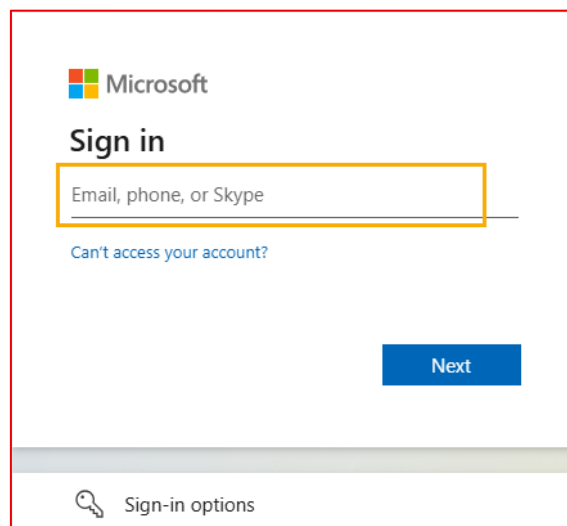 Microsoft
Sign in
Email, phone, or Skype
Can't access your account?
Next
Sign-in options